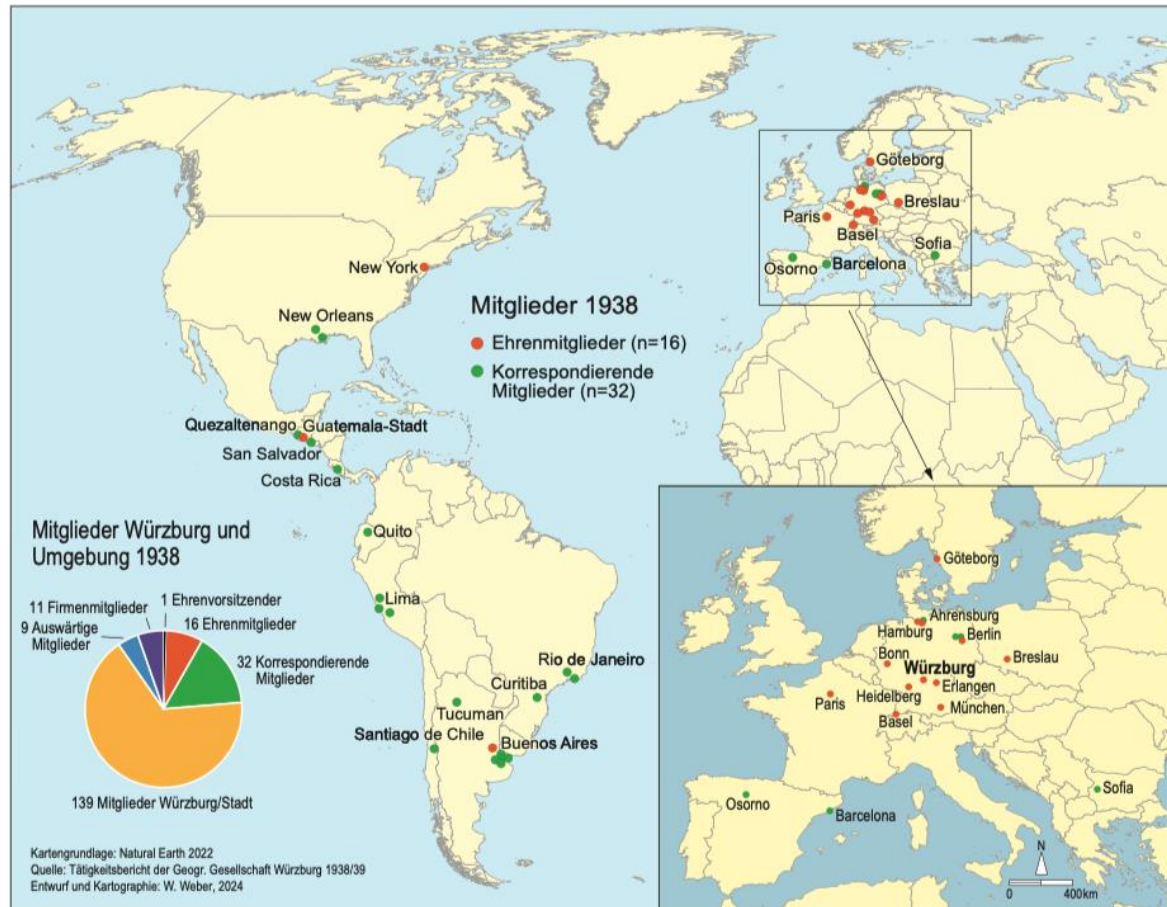 Göteborg
Breslau
Paris
Basel
Sofia
Osorno
Barcelona
New York
New Orleans
Mitglieder 1938
Ehrenmitglieder (n=16)
Korrespondierende
Mitglieder (n=32)
Quezaltenango
Guatemala-Stadt
San Salvador
Costa Rica
Quito
Lima
Rio de Janeiro
Curitiba
Tucuman
Santiago de Chile
Buenos Aires
Mitglieder Würzburg und
Umgebung 1938
1 Ehrenvorsitzender
11 Firmenmitglieder
16 Ehrenmitglieder
9 Auswärtige
Mitglieder
32 Korrespondierende
Mitglieder
139 Mitglieder Würzburg/Stadt
Kartengrundlage: Natural Earth 2022
Quelle: Tätigkeitsbericht der Geogr. Gesellschaft Würzburg 1938/39
Entwurf und Kartographie: W. Weber, 2024
Göteborg
Ahrensburg
Hamburg
Berlin
Bonn
Breslau
Würzburg
Erlangen
Heidelberg
Paris
München
Basel
Sofia
Osorno
Barcelona
N
0 400km